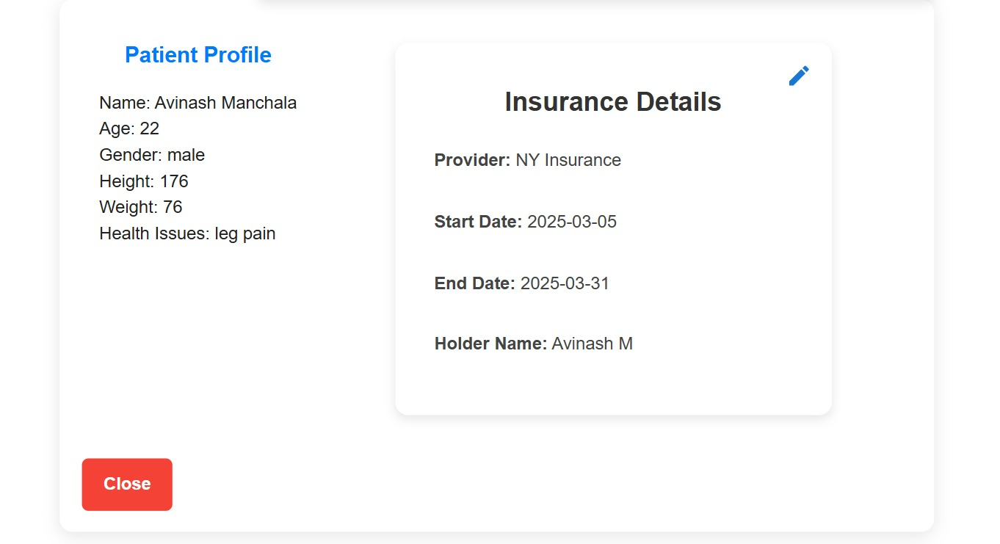 Patient Profile
Name: Avinash Manchala
Age: 22
Gender: male
Height: 176
Weight: 76
Health Issues: leg pain
Insurance Details
Provider: NY Insurance
Start Date: 2025-03-05
End Date: 2025-03-31
Holder Name: Avinash M
Close